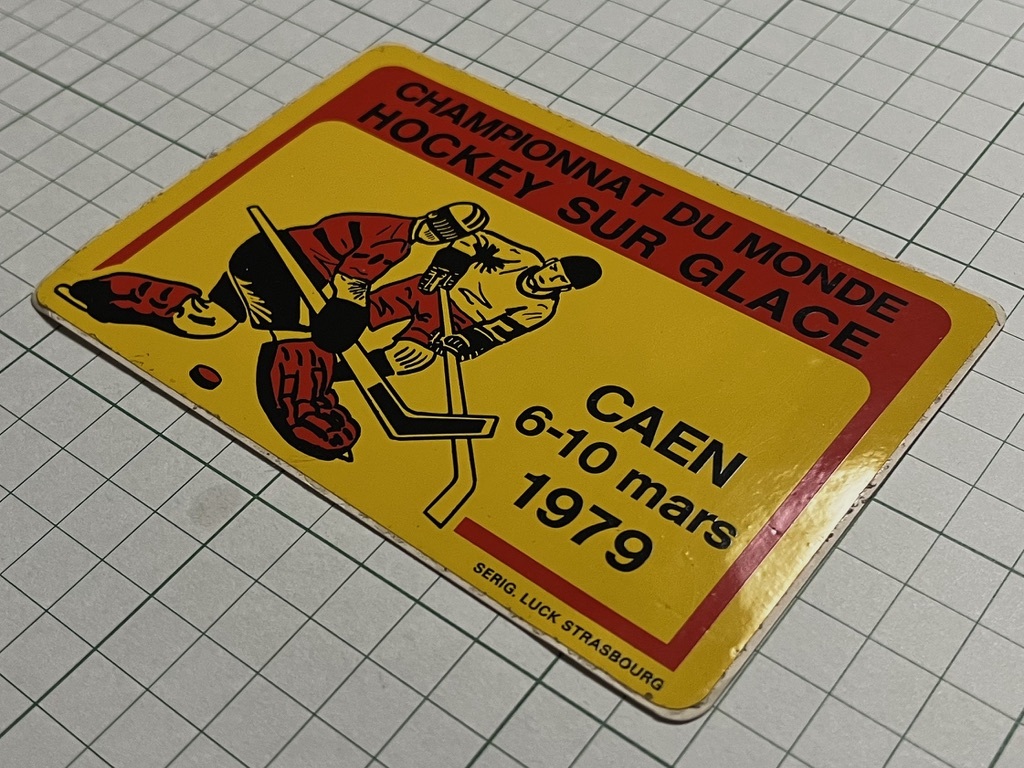 CHAMPIONNAT DU MONDE
HOCKEY SUR GLACE
CAEN
6-10 mars
1979
SERIG. LUCK STRASBOURG